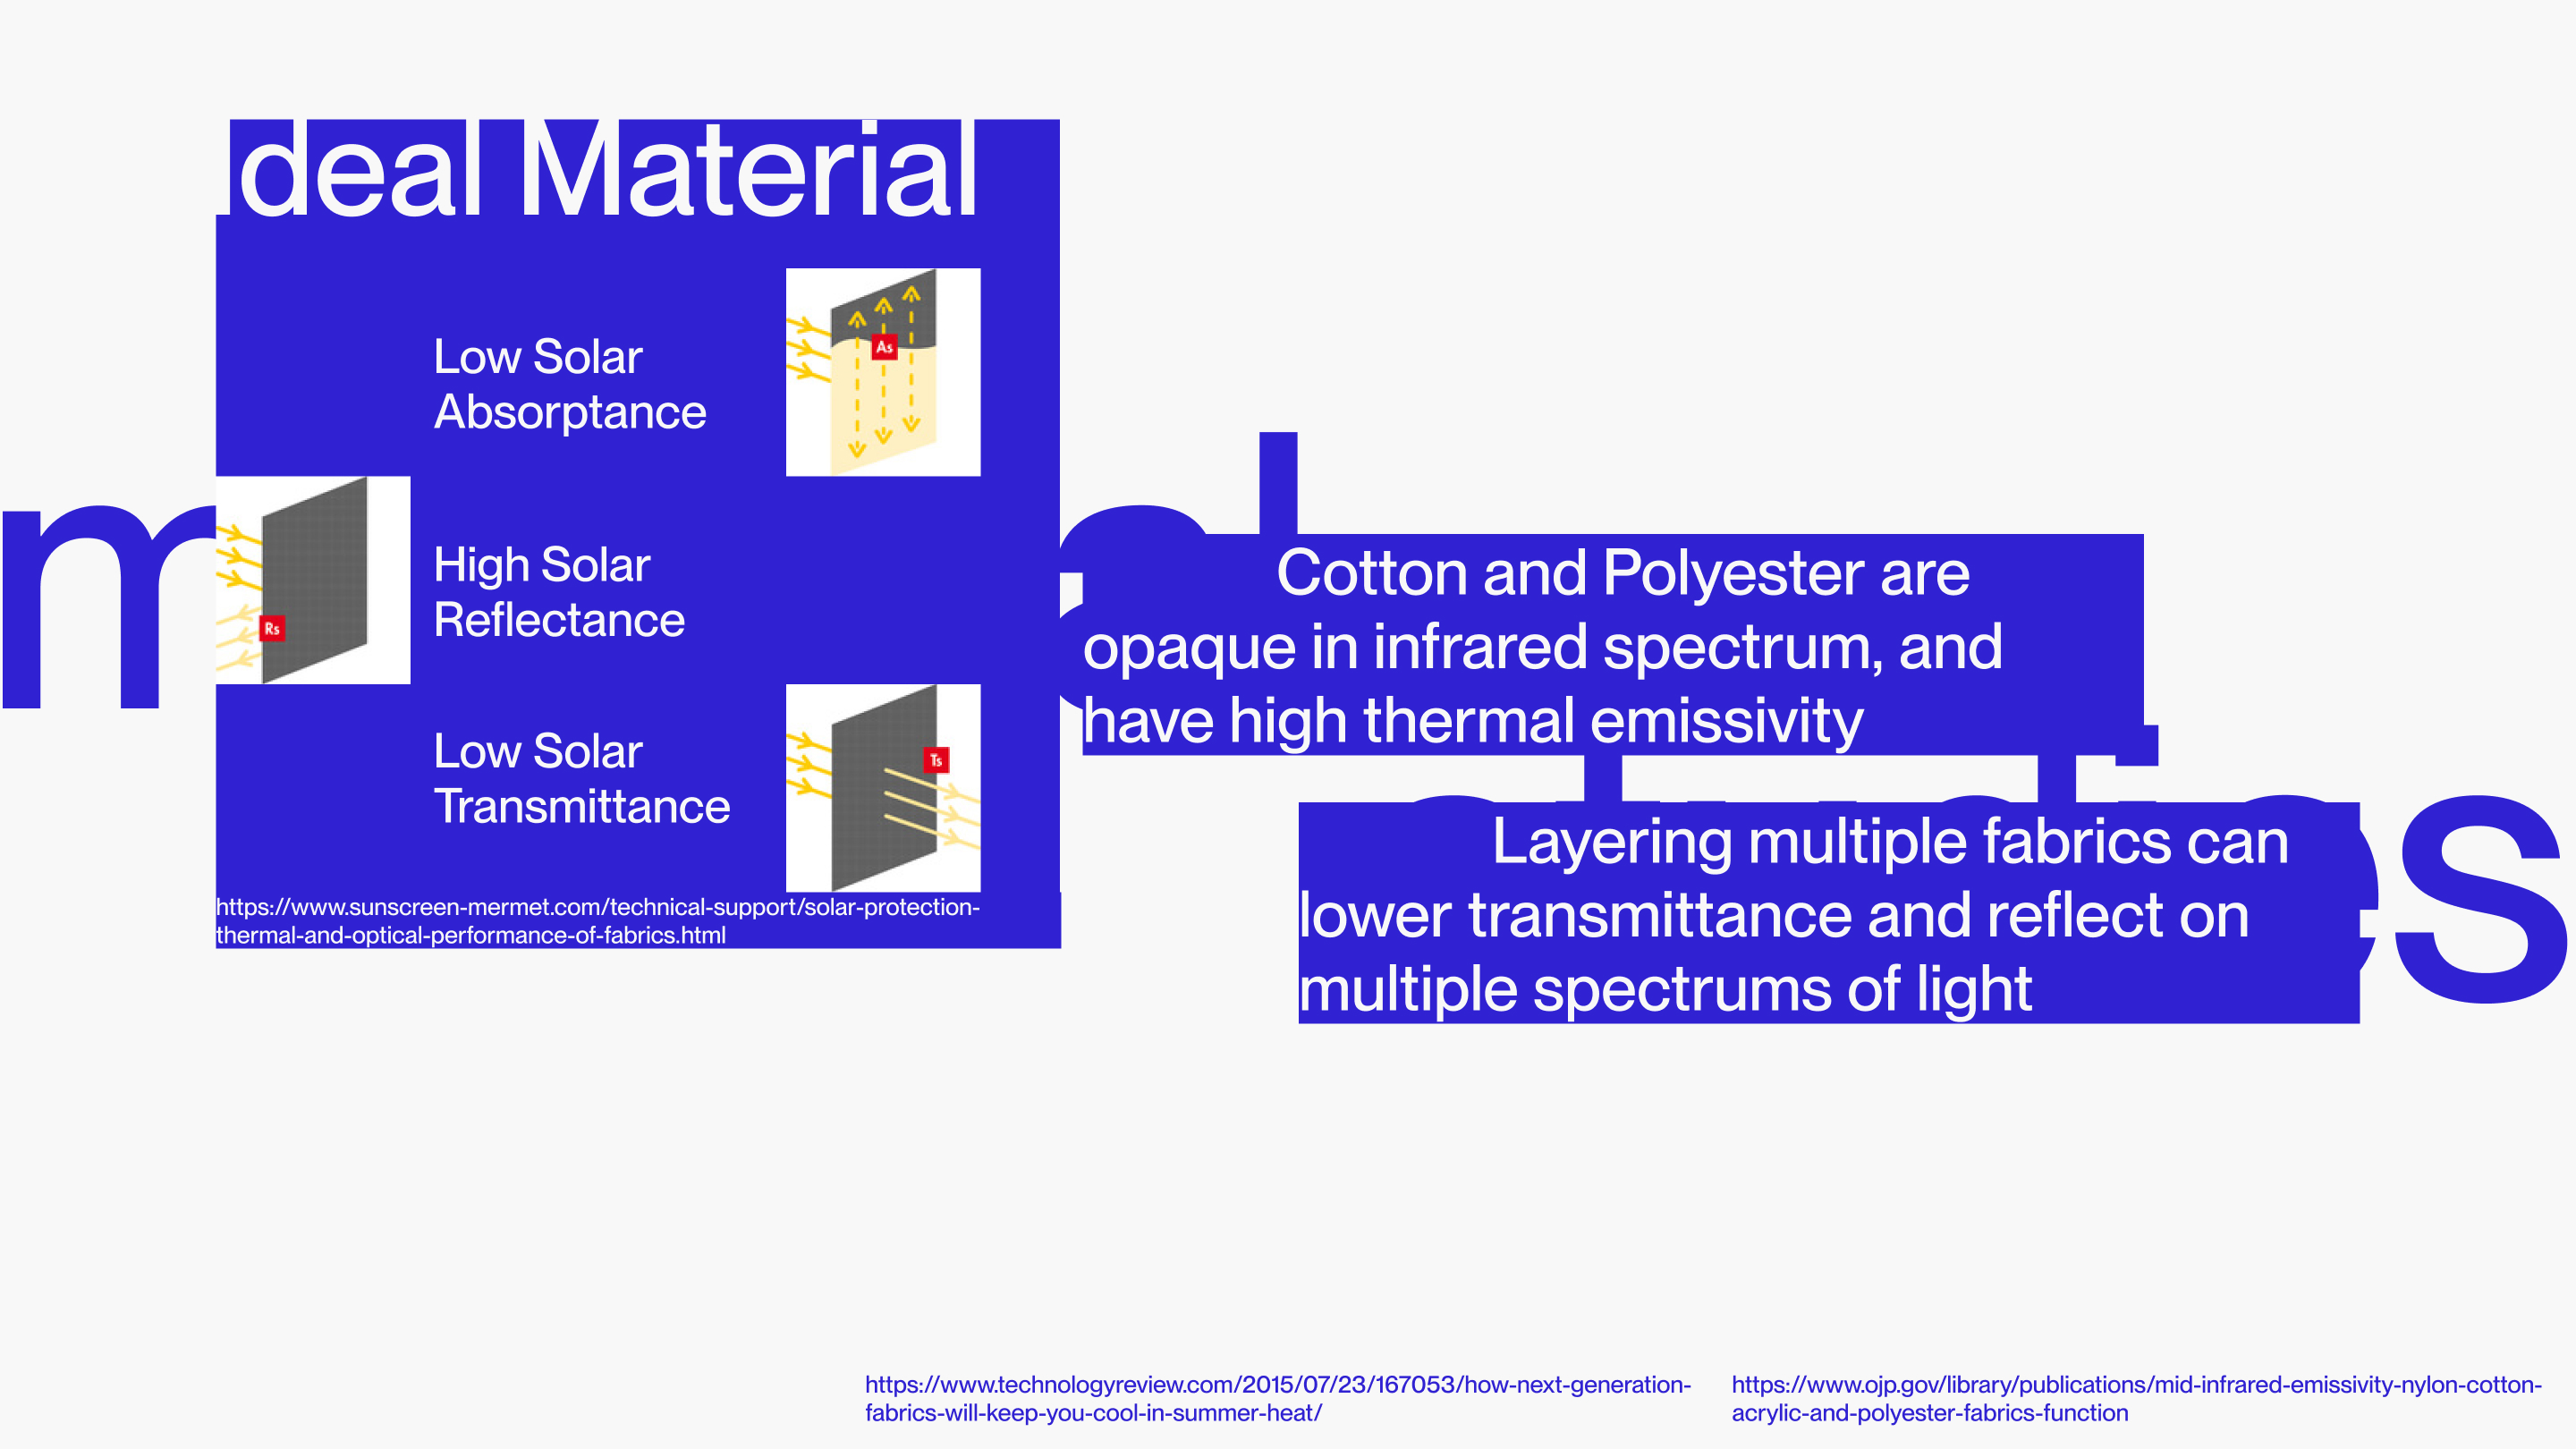 Ideal Material
Low Solar
Absorptance
As
High Solar
Reflectance
Rs
Low Solar
Transmittance
Ts
https://www.sunscreen-mermet.com/technical-support/solar-protection-
thermal-and-optical-performance-of-fabrics.html
Cotton and Polyester are
opaque in infrared spectrum, and
have high thermal emissivity
Layering multiple fabrics can
lower transmittance and reflect on
multiple spectrums of light
https://www.technologyreview.com/2015/07/23/167053/how-next-generation-
fabrics-will-keep-you-cool-in-summer-heat/
https://www.ojp.gov/library/publications/mid-infrared-emissivity-nylon-cotton-
acrylic-and-polyester-fabrics-function